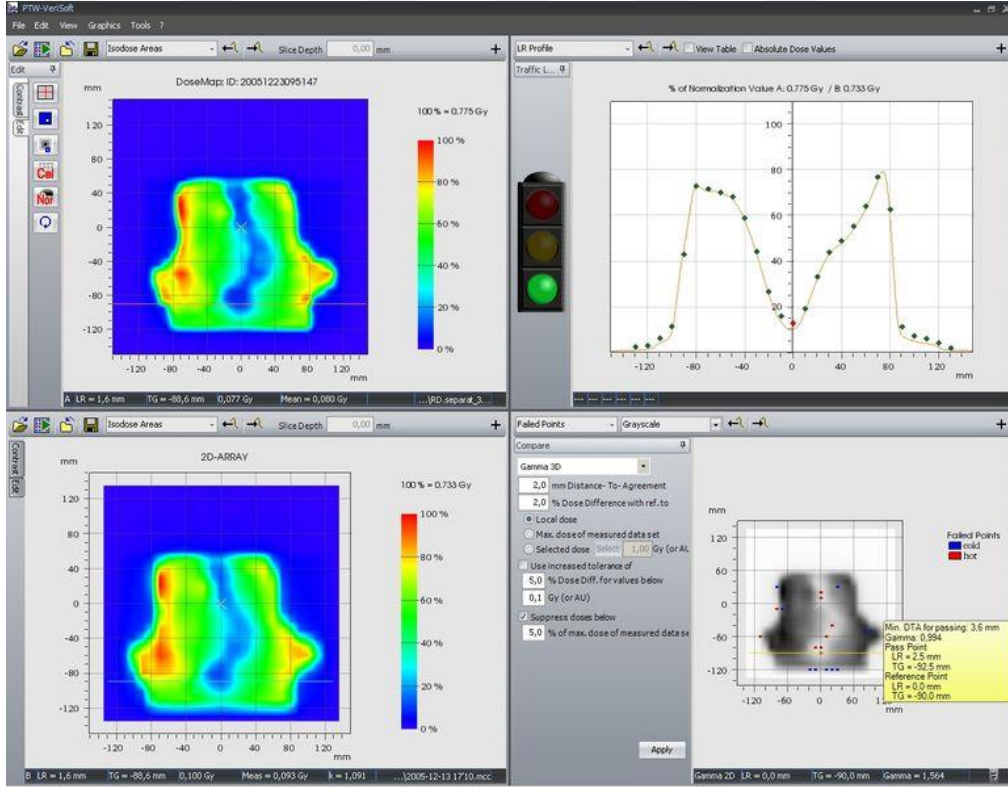 PTW-VeriSoft
File Edit View Graphics Tools ?
Isodose Areas Slice Depth 0,00 mm
Edit
Contrast
Edit
Cal
Nor
DoseMap; ID: 20051223095147
mm
100 % = 0.775 Gy
120
80
40
0
-40
-80
-120
-120 -80 -40 0 40 80 120
mm
100 %
80 %
60 %
40 %
20 %
0 %
A LR = 1,6 mm TG = -88,6 mm 0,077 Gy Mean = 0,080 Gy ...\RD.separat_3...
LR Profile View Table Absolute Dose Values
Traffic L...
% of Normalization Value A: 0.775 Gy / B: 0.733 Gy
100
80
60
40
20
-120 -80 -40 0 40 80 120
mm
--- --- --- --- ---
Isodose Areas Slice Depth 0,00 mm
Contrast
Edit
2D-ARRAY
mm
100 % = 0.733 Gy
120
80
40
0
-40
-80
-120
-120 -80 -40 0 40 80 120
mm
100 %
80 %
60 %
40 %
20 %
0 %
B LR = 1,6 mm TG = -88,6 mm 0,100 Gy Meas = 0,093 Gy k = 1,091 ...\2005-12-13 17'10.mcc
Failed Points Grayscale
Compare
Gamma 3D
2,0 mm Distance- To- Agreement
2,0 % Dose Difference with ref. to
Local dose
Max. dose of measured data set
Selected dose Select 1,00 Gy (or AU
Use increased tolerance of
5,0 % Dose Diff. for values below
0,1 Gy (or AU)
Suppress doses below
5,0 % of max. dose of measured data se
Apply
mm
120
60
0
-60
-120
-120 -60 0 60 12
mm
Failed Points
cold
hot
Min. DTA for passing: 3,6 mm
Gamma: 0,994
Pass Point
LR = 2,5 mm
TG = -92,5 mm
Reference Point
LR = 0,0 mm
TG = -90,0 mm
Gamma 2D LR = 0,0 mm TG = -90,0 mm Gamma = 1,564